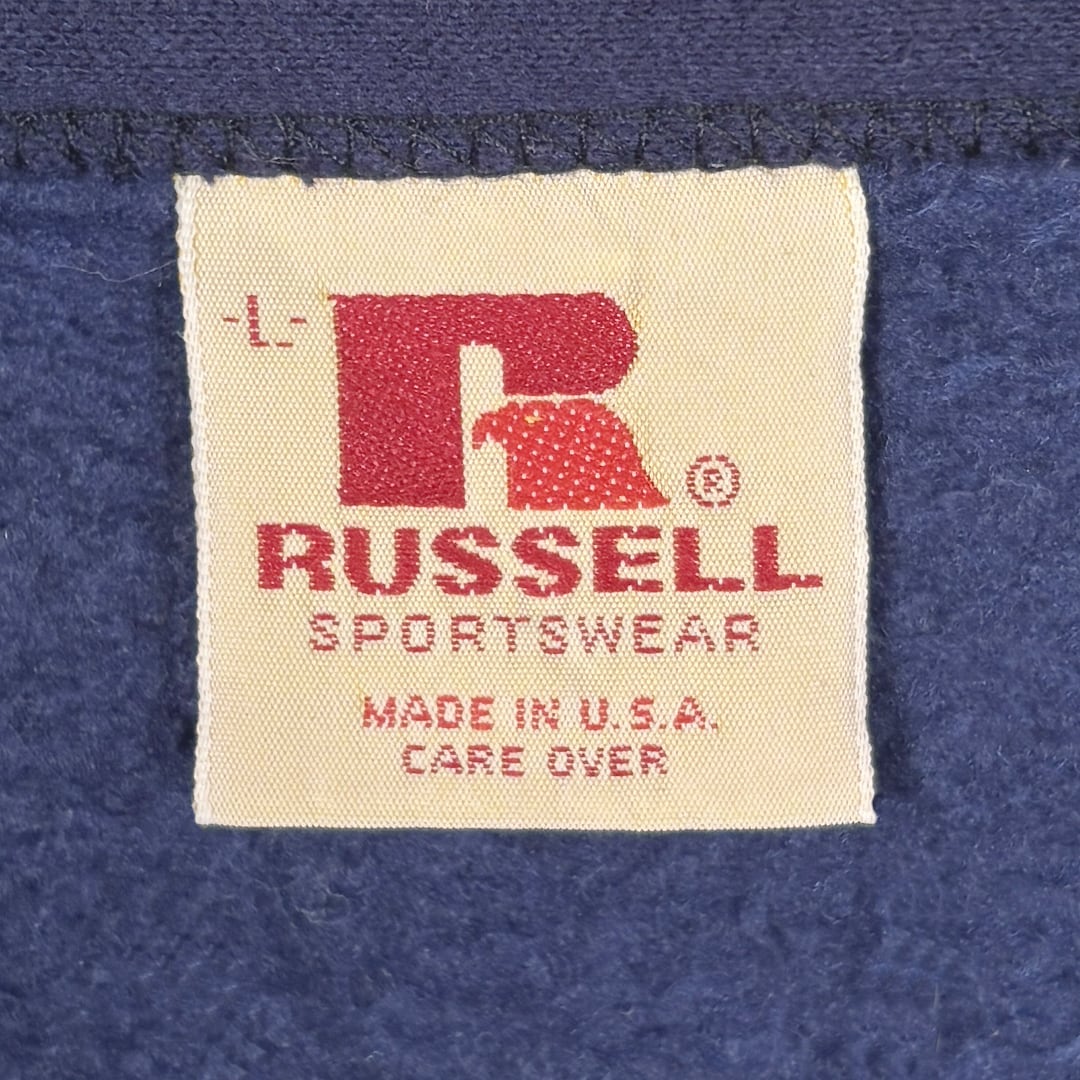 -L-
R
®
RUSSELL
SPORTSWEAR
MADE IN U.S.A.
CARE OVER